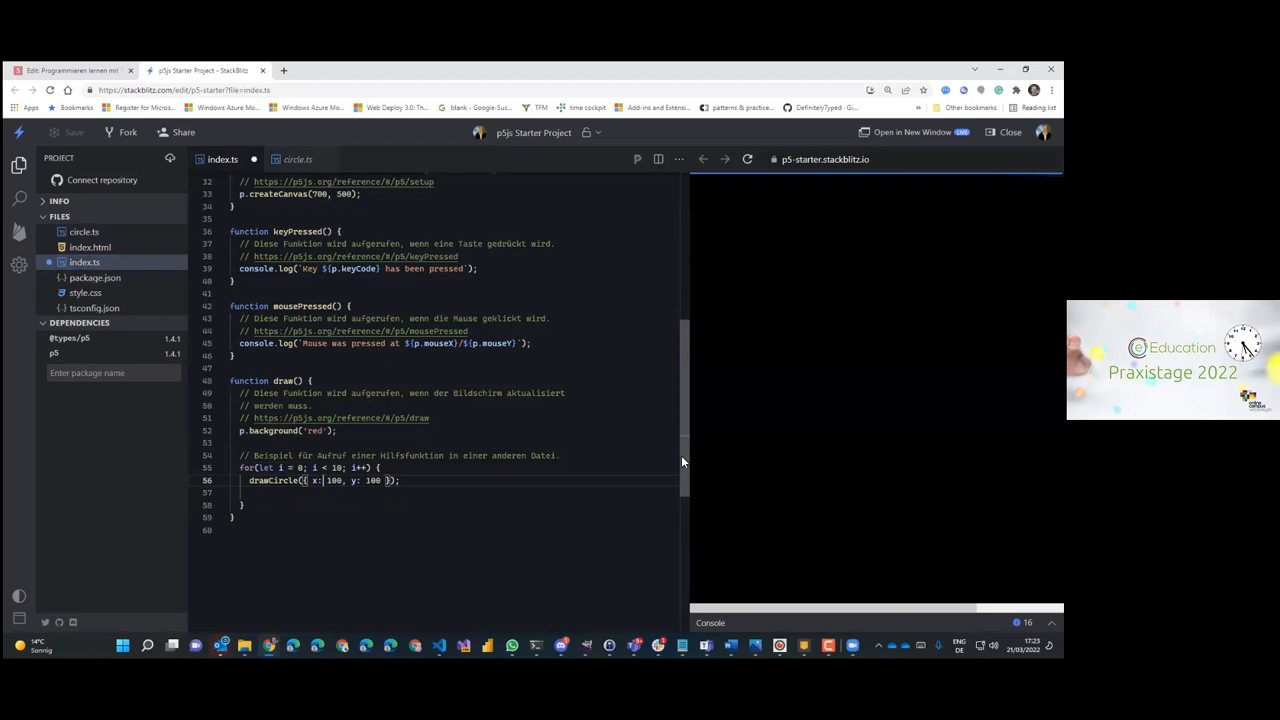 Edit: Programmieren lernen mit
p5js Starter Project - StackBlitz
https://stackblitz.com/edit/p5-starter?file=index.ts
Apps
Bookmarks
Register for Micros...
Windows Azure Mo...
Windows Azure Mo...
Web Deploy 3.0: Th...
blank - Google-Suc...
TFM
time cockpit
Add-ins and Extensi...
patterns & practice...
DefinitelyTyped · Gi...
»
Other bookmarks
Reading list
Save
Fork
Share
p5js Starter Project
Open in New Window
LIVE
Close
PROJECT
Connect repository
INFO
FILES
circle.ts
index.html
index.ts
package.json
style.css
tsconfig.json
DEPENDENCIES
@types/p5 1.4.1
p5 1.4.1
Enter package name
index.ts
circle.ts
p5-starter.stackblitz.io
32 // https://p5js.org/reference/#/p5/setup
33 p.createCanvas(700, 500);
34 }
35
36 function keyPressed() {
37 // Diese Funktion wird aufgerufen, wenn eine Taste gedrückt wird.
38 // https://p5js.org/reference/#/p5/keyPressed
39 console.log(`Key ${p.keyCode} has been pressed`);
40 }
41
42 function mousePressed() {
43 // Diese Funktion wird aufgerufen, wenn die Maus geklickt wird.
44 // https://p5js.org/reference/#/p5/mousePressed
45 console.log(`Mouse was pressed at ${p.mouseX}/${p.mouseY}`);
46 }
47
48 function draw() {
49 // Diese Funktion wird aufgerufen, wenn der Bildschirm aktualisiert
50 // werden muss.
51 // https://p5js.org/reference/#/p5/draw
52 p.background('red');
53
54 // Beispiel für Aufruf einer Hilfsfunktion in einer anderen Datei.
55 for(let i = 0; i < 10; i++) {
56 drawCircle({ x: 100, y: 100 });
57
58 }
59 }
60
Console
16
eEducation
Praxistage 2022
14°C
Sonnig
ENG
DE
17:23
21/03/2022